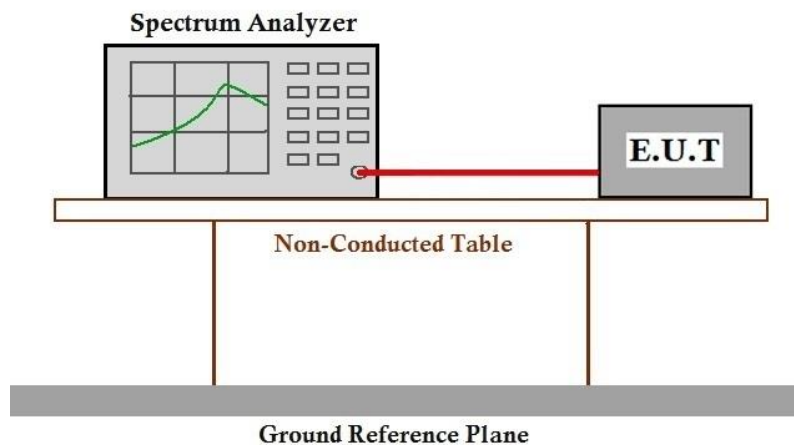 Spectrum Analyzer
E.U.T
Non-Conducted Table
Ground Reference Plane